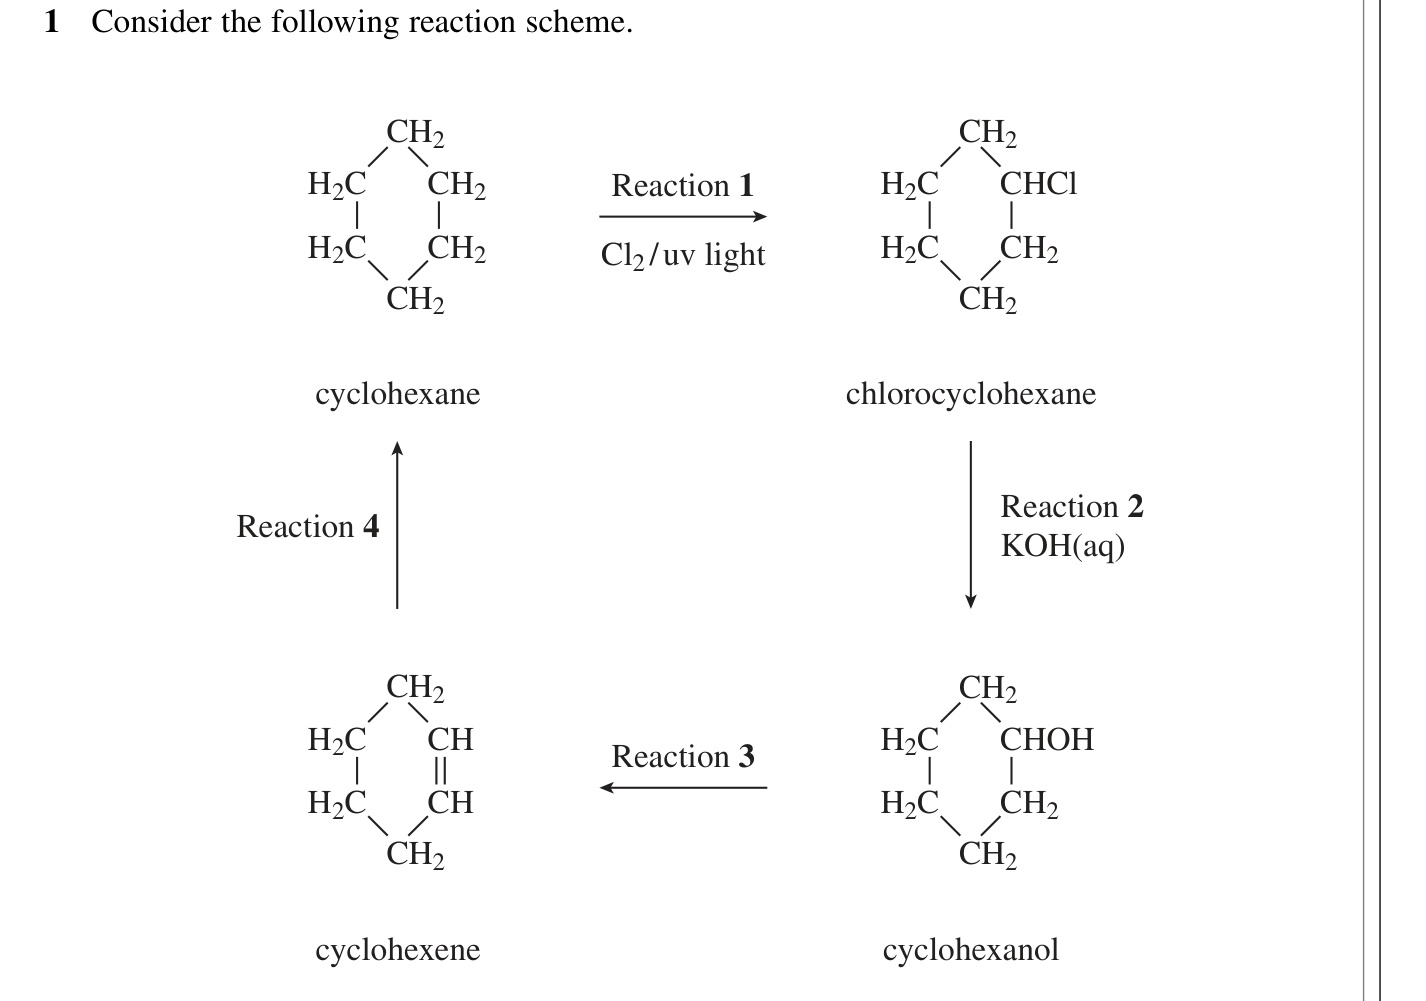 1 Consider the following reaction scheme.
CH₂ CH₂
H₂C CH₂ Reaction 1 H₂C CHCl
H₂C CH₂ Cl₂/uv light H₂C CH₂
CH₂ CH₂
cyclohexane chlorocyclohexane
Reaction 4 Reaction 2
KOH(aq)
CH₂ CH₂
H₂C CH Reaction 3 H₂C CHOH
H₂C CH H₂C CH₂
CH₂ CH₂
cyclohexene cyclohexanol